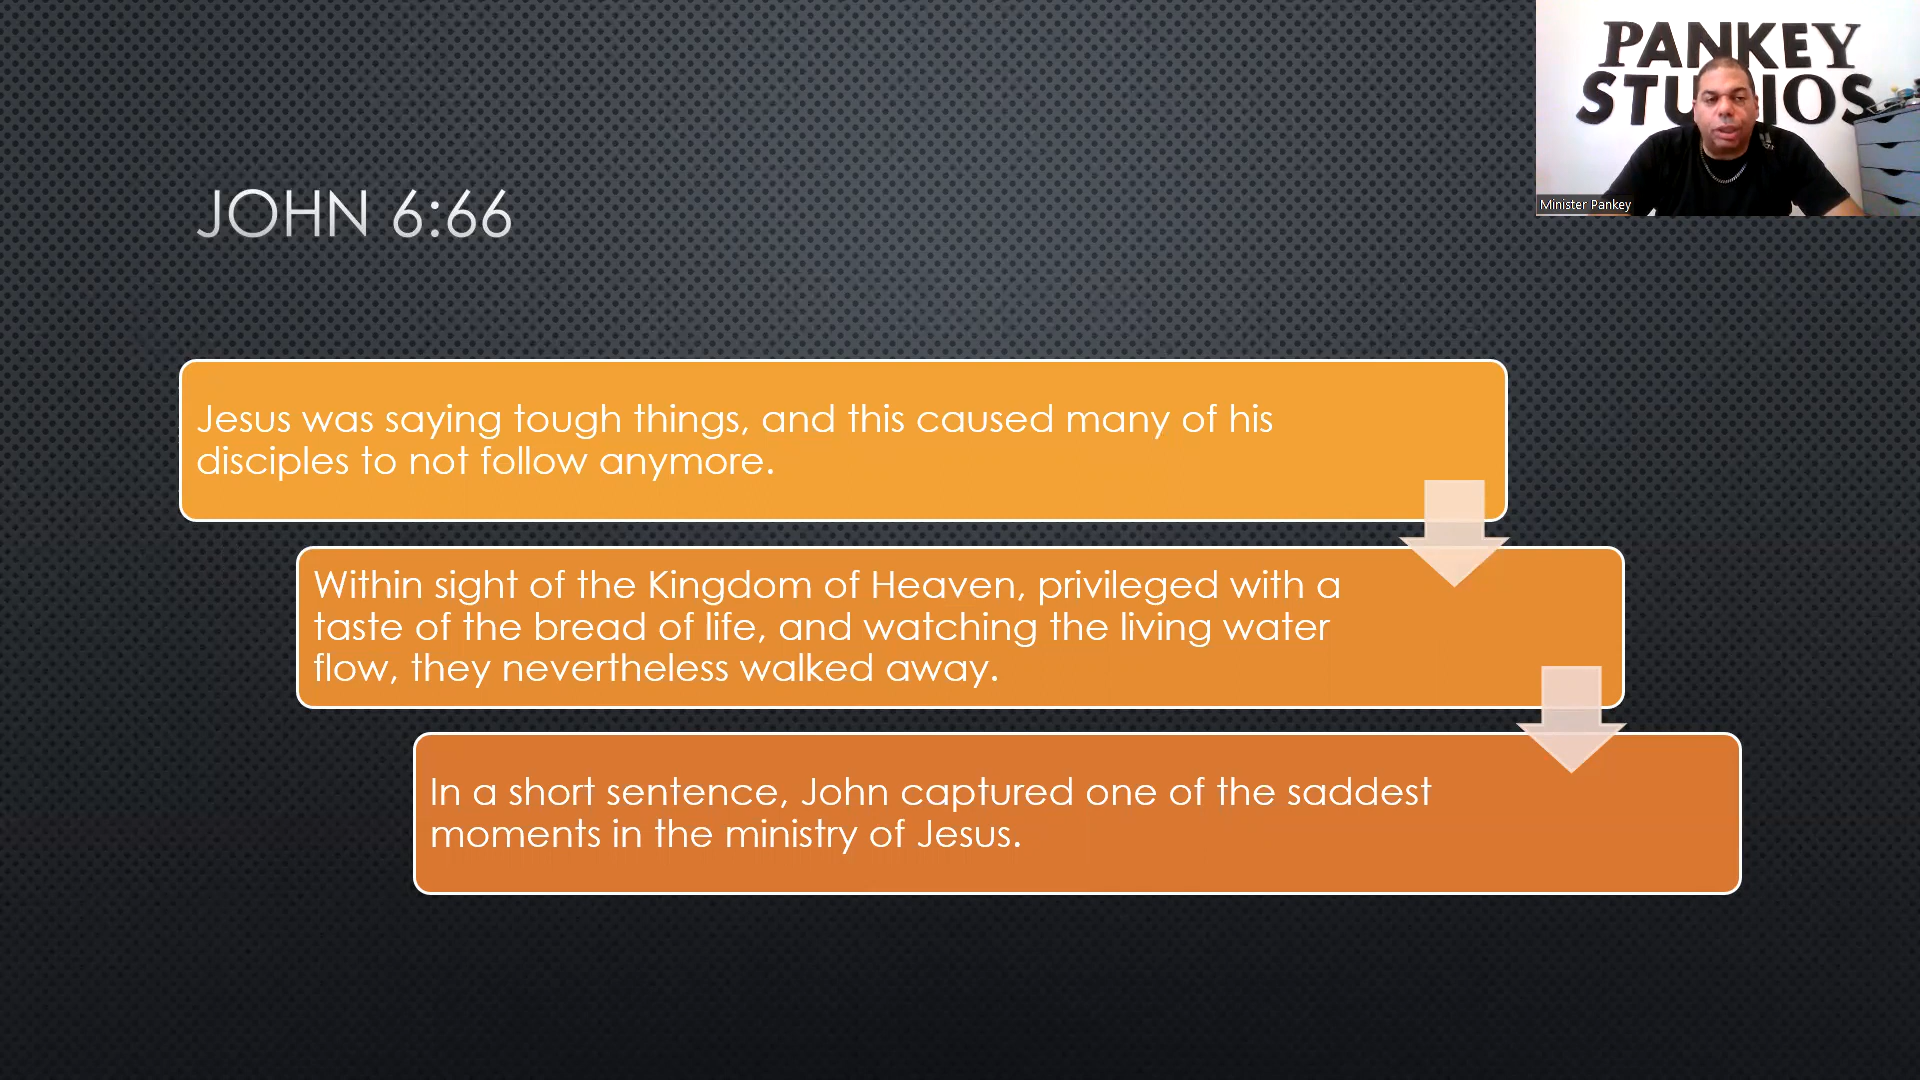 PANKEY
STUDIOS
Minister Pankey
JOHN 6:66
Jesus was saying tough things, and this caused many of his
disciples to not follow anymore.
Within sight of the Kingdom of Heaven, privileged with a
taste of the bread of life, and watching the living water
flow, they nevertheless walked away.
In a short sentence, John captured one of the saddest
moments in the ministry of Jesus.